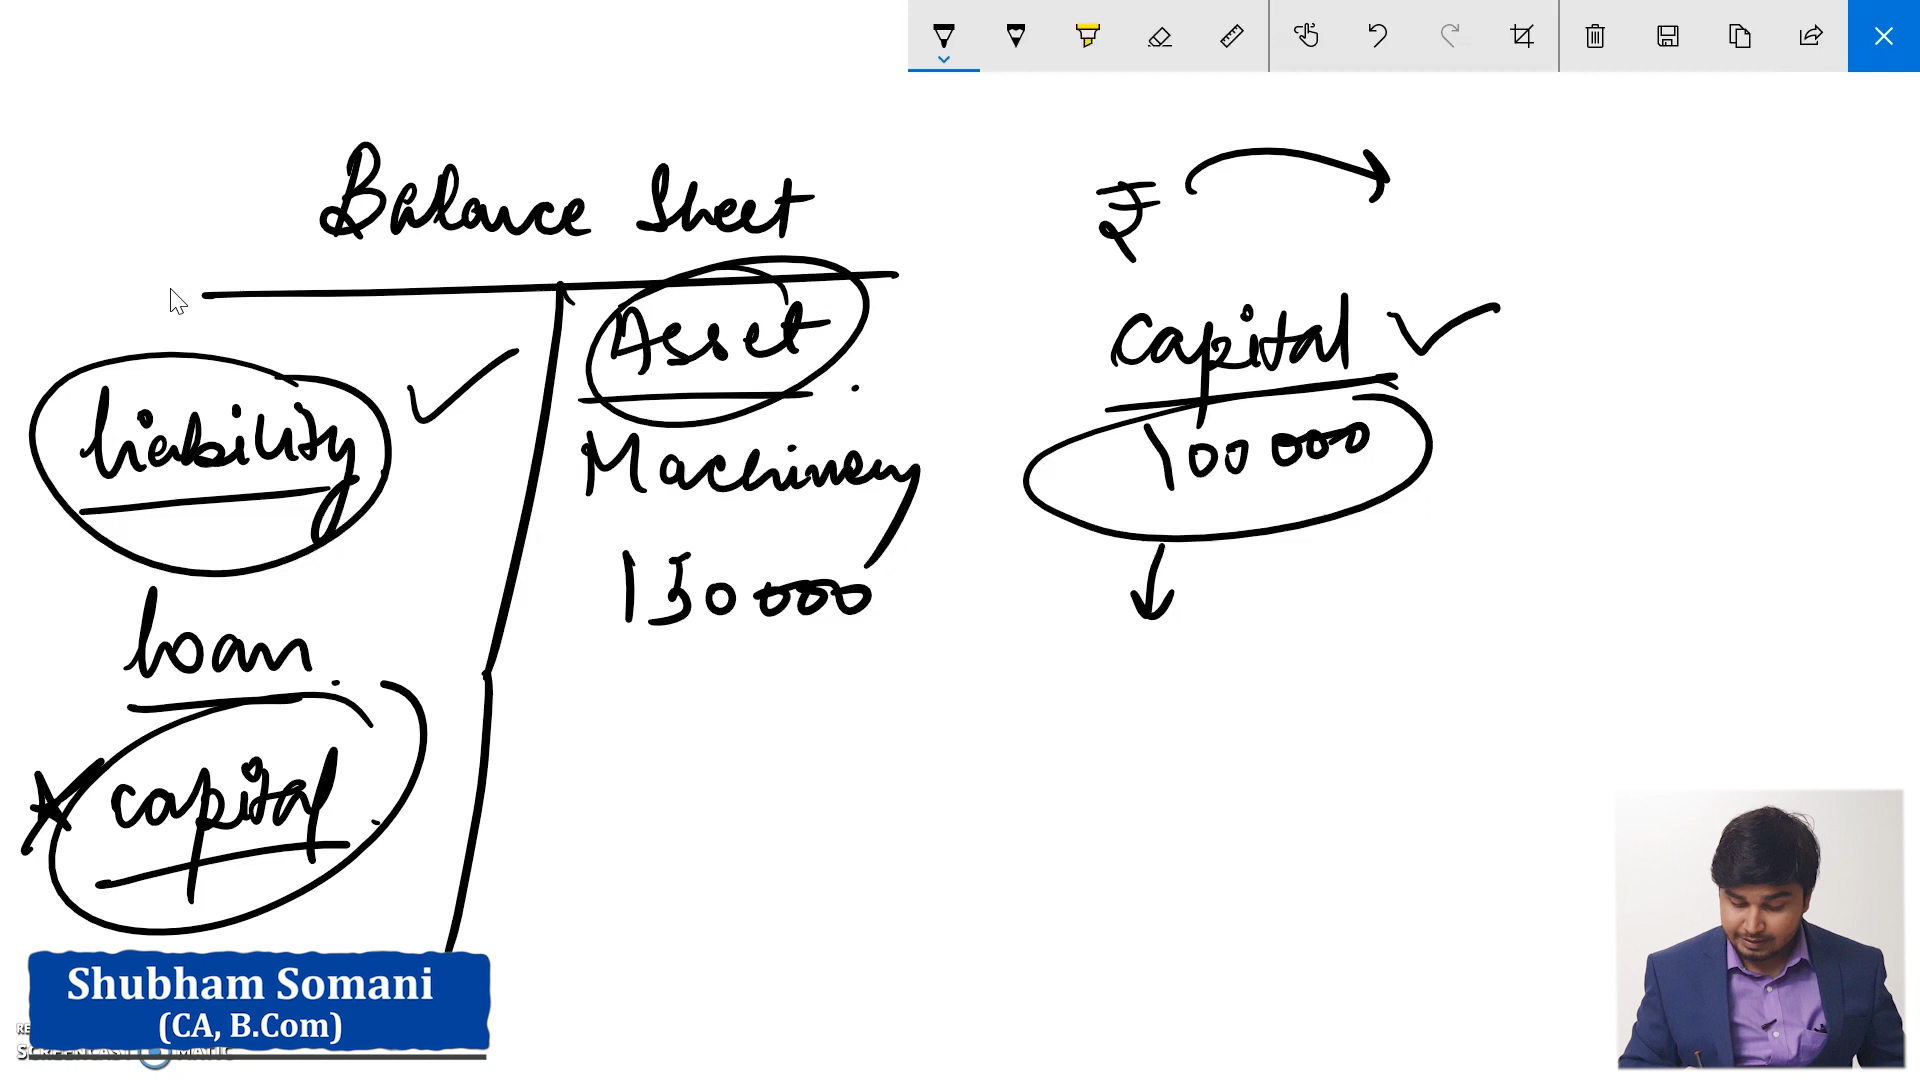 Balance Sheet
liability
loan
capital
Asset
Machinery
150000
₹
capital
100000
Shubham Somani
(CA, B.Com)